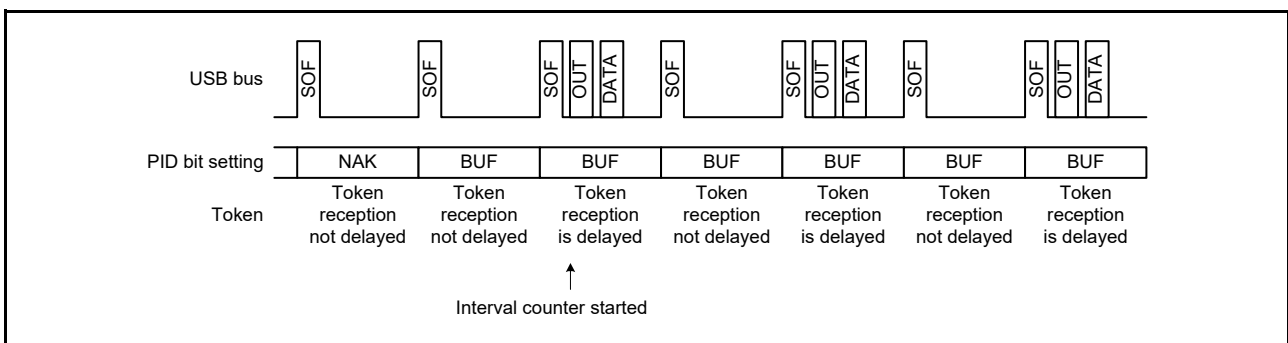 USB bus
SOF SOF SOF OUT DATA SOF SOF OUT DATA SOF SOF OUT DATA
PID bit setting NAK BUF BUF BUF BUF BUF BUF
Token
Token reception not delayed
Token reception not delayed
Token reception is delayed
Token reception not delayed
Token reception is delayed
Token reception not delayed
Token reception is delayed
Interval counter started